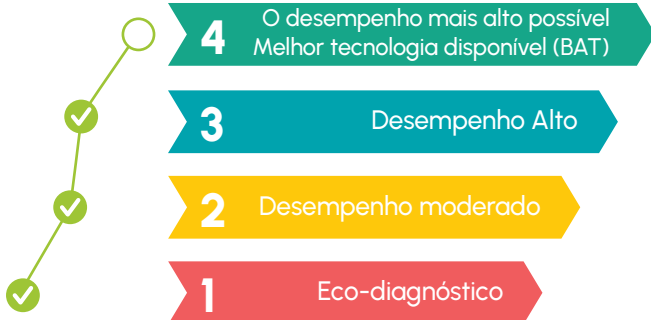 4
O desempenho mais alto possível
Melhor tecnologia disponível (BAT)
3
Desempenho Alto
2
Desempenho moderado
1
Eco-diagnóstico